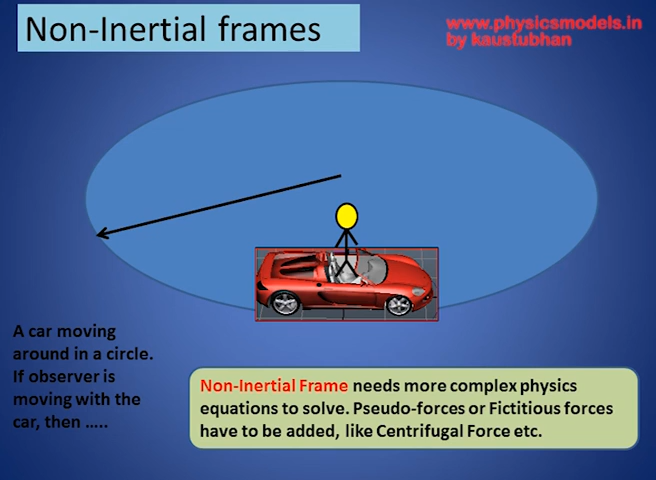 Non-Inertial frames
www.physicsmodels.in
by kaustubhan
A car moving
around in a circle.
If observer is
moving with the
car, then .....
Non-Inertial Frame needs more complex physics
equations to solve. Pseudo-forces or Fictitious forces
have to be added, like Centrifugal Force etc.